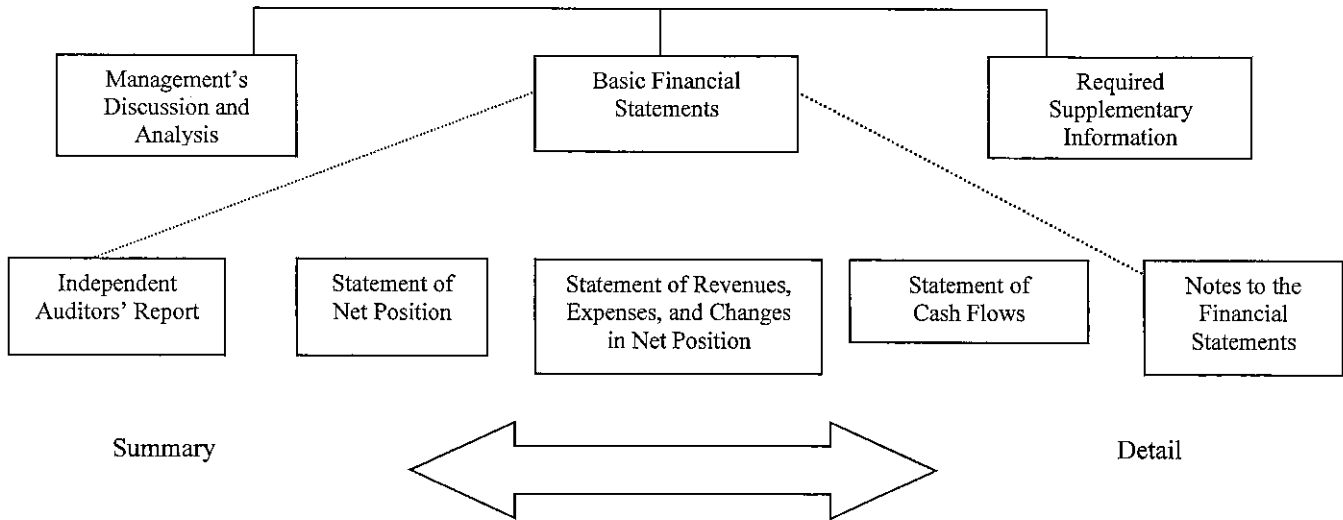 Management's
Discussion and
Analysis
Basic Financial
Statements
Required
Supplementary
Information
Independent
Auditors' Report
Statement of
Net Position
Statement of Revenues,
Expenses, and Changes
in Net Position
Statement of
Cash Flows
Notes to the
Financial
Statements
Summary
Detail